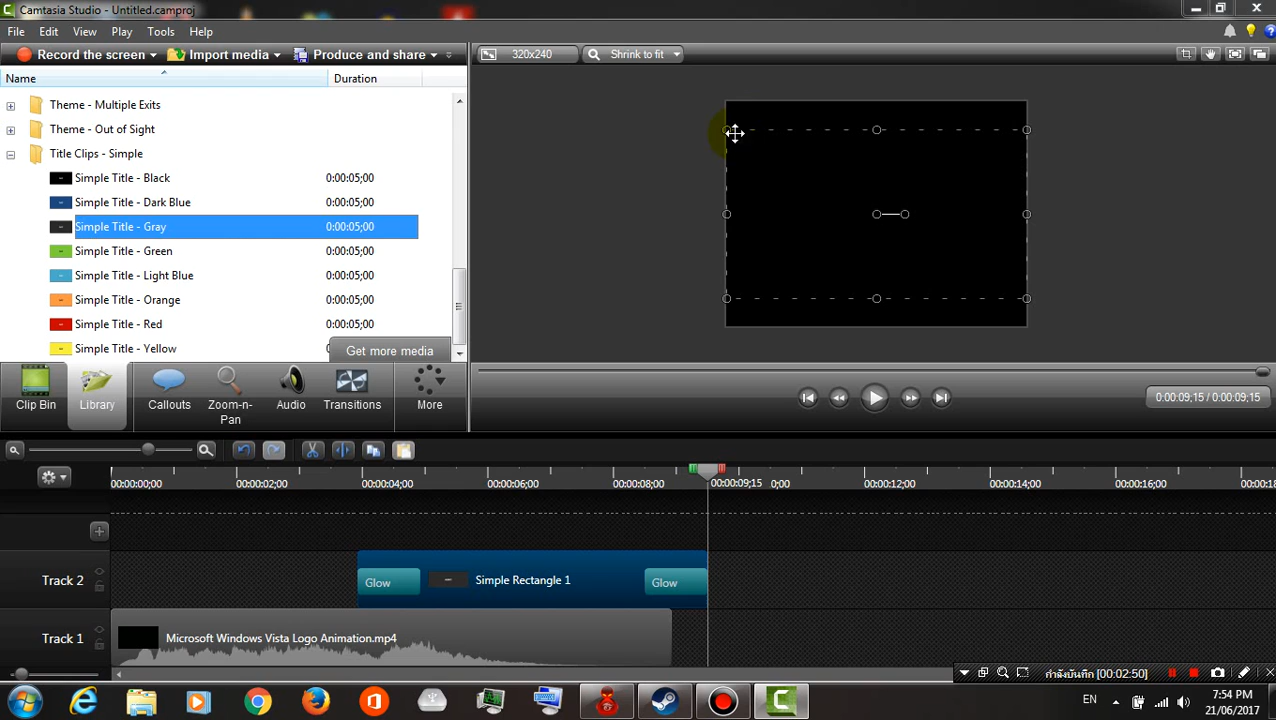 Camtasia Studio - Untitled.camproj
File Edit View Play Tools Help
Record the screen Import media Produce and share
320x240 Shrink to fit
Name Duration
Theme - Multiple Exits
Theme - Out of Sight
Title Clips - Simple
Simple Title - Black 0:00:05;00
Simple Title - Dark Blue 0:00:05;00
Simple Title - Gray 0:00:05;00
Simple Title - Green 0:00:05;00
Simple Title - Light Blue 0:00:05;00
Simple Title - Orange 0:00:05;00
Simple Title - Red 0:00:05;00
Simple Title - Yellow
Get more media
Clip Bin Library Callouts Zoom-n-Pan Audio Transitions More
0:00:09;15 / 0:00:09;15
00:00:00;00 00:00:02;00 00:00:04;00 00:00:06;00 00:00:08;00 00:00:09;15 0;00 00:00:12;00 00:00:14;00 00:00:16;00 00:00:18
Track 2 Glow Simple Rectangle 1 Glow
Track 1 Microsoft Windows Vista Logo Animation.mp4
กำลังบันทึก [00:02:50]
EN 7:54 PM
21/06/2017